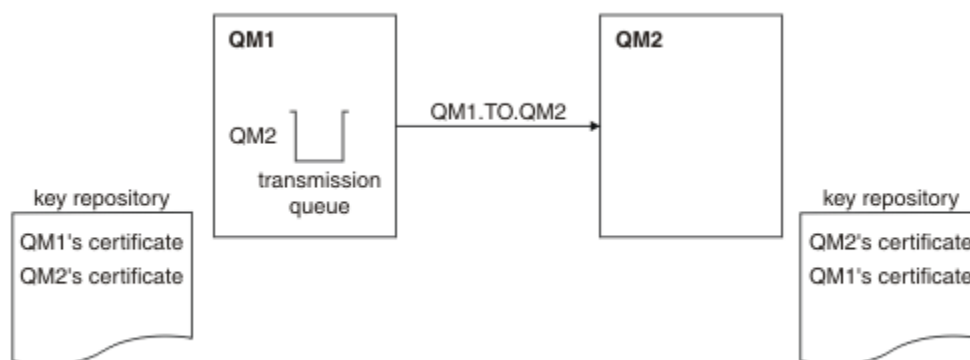 QM1
QM2
QM2
QM1.TO.QM2
transmission
queue
key repository
QM1's certificate
QM2's certificate
key repository
QM2's certificate
QM1's certificate